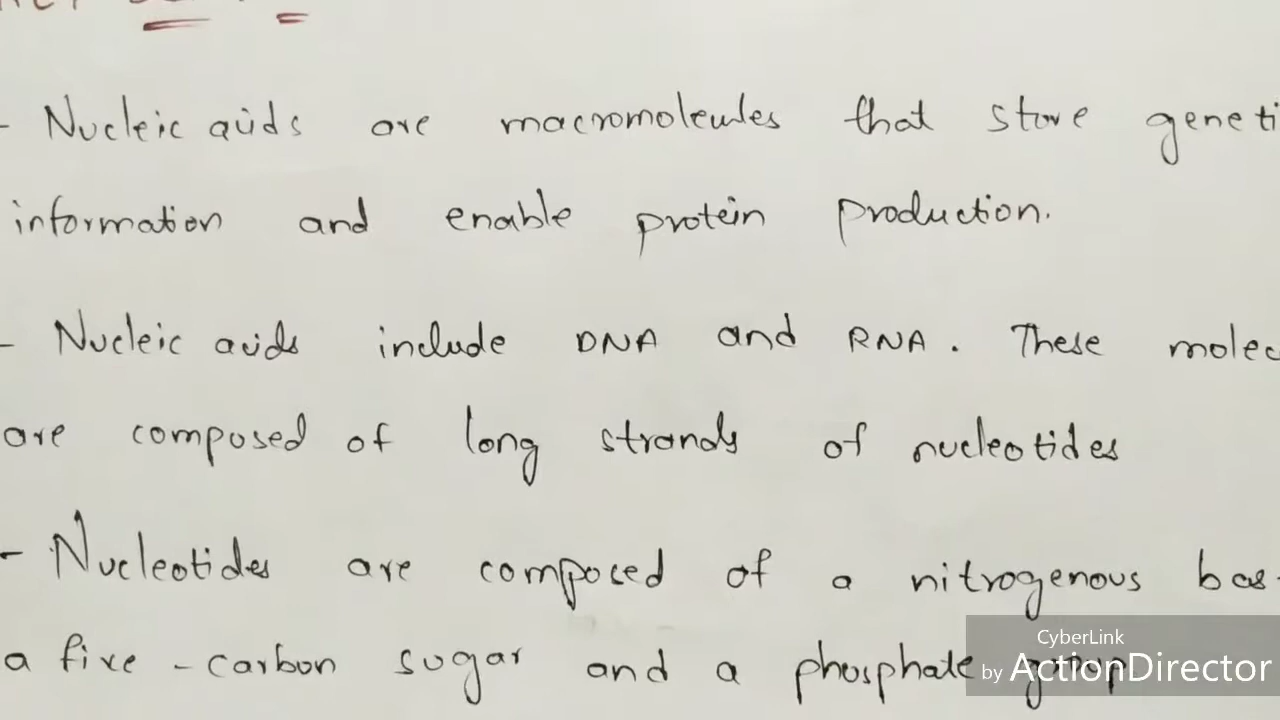 - Nucleic acids are macromolecules that store geneti
information and enable protein production.
- Nucleic acids include DNA and RNA. These molec
are composed of long strands of nucleotides
- Nucleotides are composed of a nitrogenous bas
a five-carbon sugar and a phosphate group
CyberLink
by ActionDirector